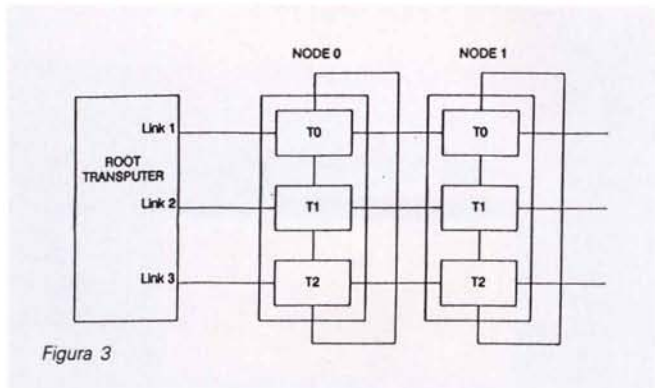 NODE 0
NODE 1
Link 1
T0
T0
ROOT
TRANSPUTER
Link 2
T1
T1
Link 3
T2
T2
Figura 3